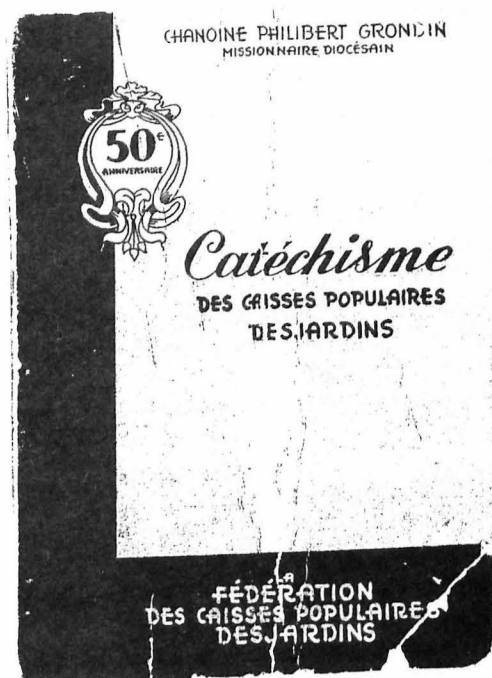 CHANOINE PHILIBERT GRONDIN
MISSIONNAIRE DIOCÉSAIN
50e
ANNIVERSAIRE
Catéchisme
DES CAISSES POPULAIRES
DESJARDINS
LA
FÉDÉRATION
DES CAISSES POPULAIRES
DESJARDINS